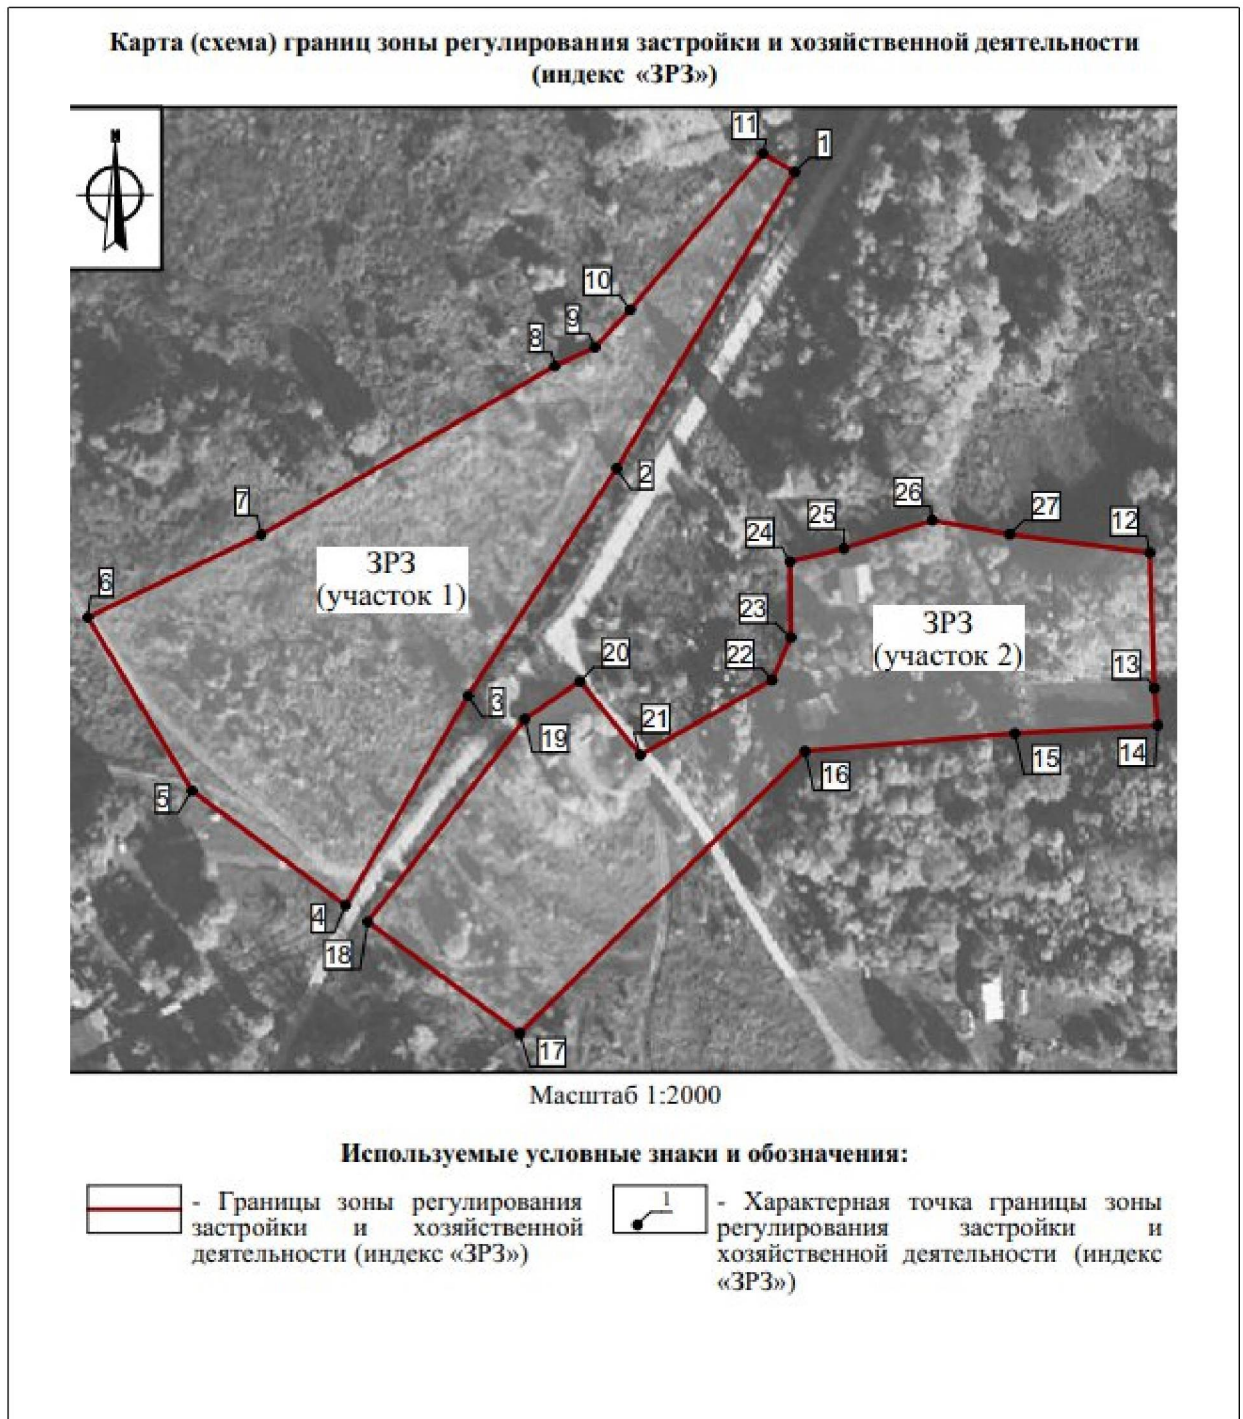 Карта (схема) границ зоны регулирования застройки и хозяйственной деятельности
(индекс «ЗРЗ»)
N
11
1
10
9
8
2
26
27
12
25
24
7
ЗРЗ
(участок 1)
6
23
ЗРЗ
(участок 2)
22
20
13
3
19
21
14
15
16
5
4
18
17
Масштаб 1:2000
Используемые условные знаки и обозначения:
- Границы зоны регулирования
застройки и хозяйственной
деятельности (индекс «ЗРЗ»)
1
- Характерная точка границы зоны
регулирования застройки и
хозяйственной деятельности (индекс
«ЗРЗ»)